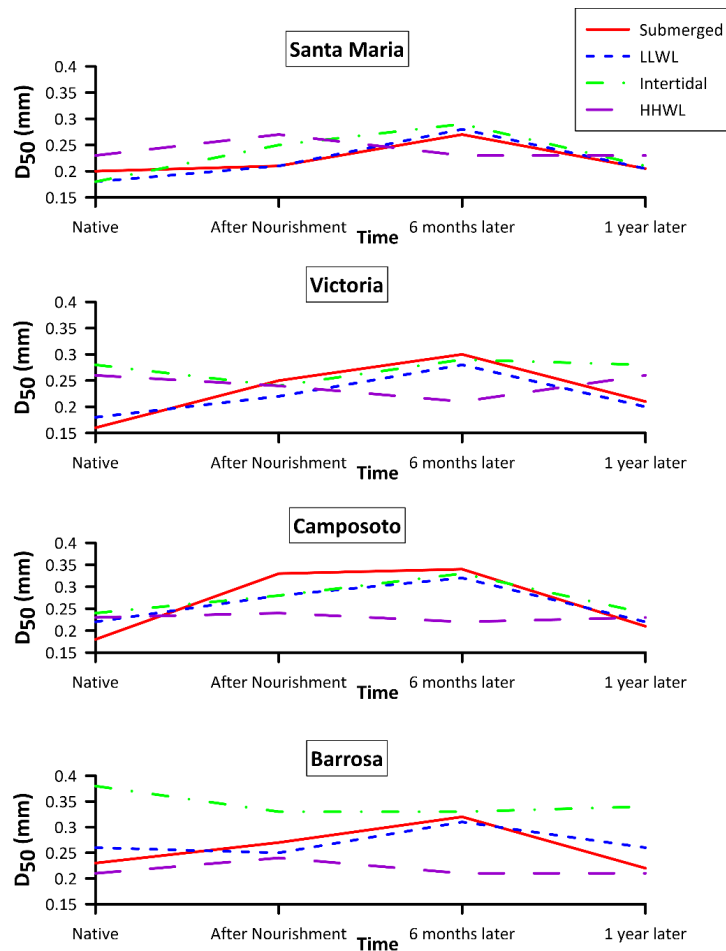 Santa Maria
Submerged
LLWL
Intertidal
HHWL
D50 (mm)
0.4
0.35
0.3
0.25
0.2
0.15
Native After Nourishment 6 months later 1 year later
Time
Victoria
D50 (mm)
0.4
0.35
0.3
0.25
0.2
0.15
Native After Nourishment 6 months later 1 year later
Time
Camposoto
D50 (mm)
0.4
0.35
0.3
0.25
0.2
0.15
Native After Nourishment 6 months later 1 year later
Time
Barrosa
D50 (mm)
0.4
0.35
0.3
0.25
0.2
0.15
Native After Nourishment 6 months later 1 year later
Time